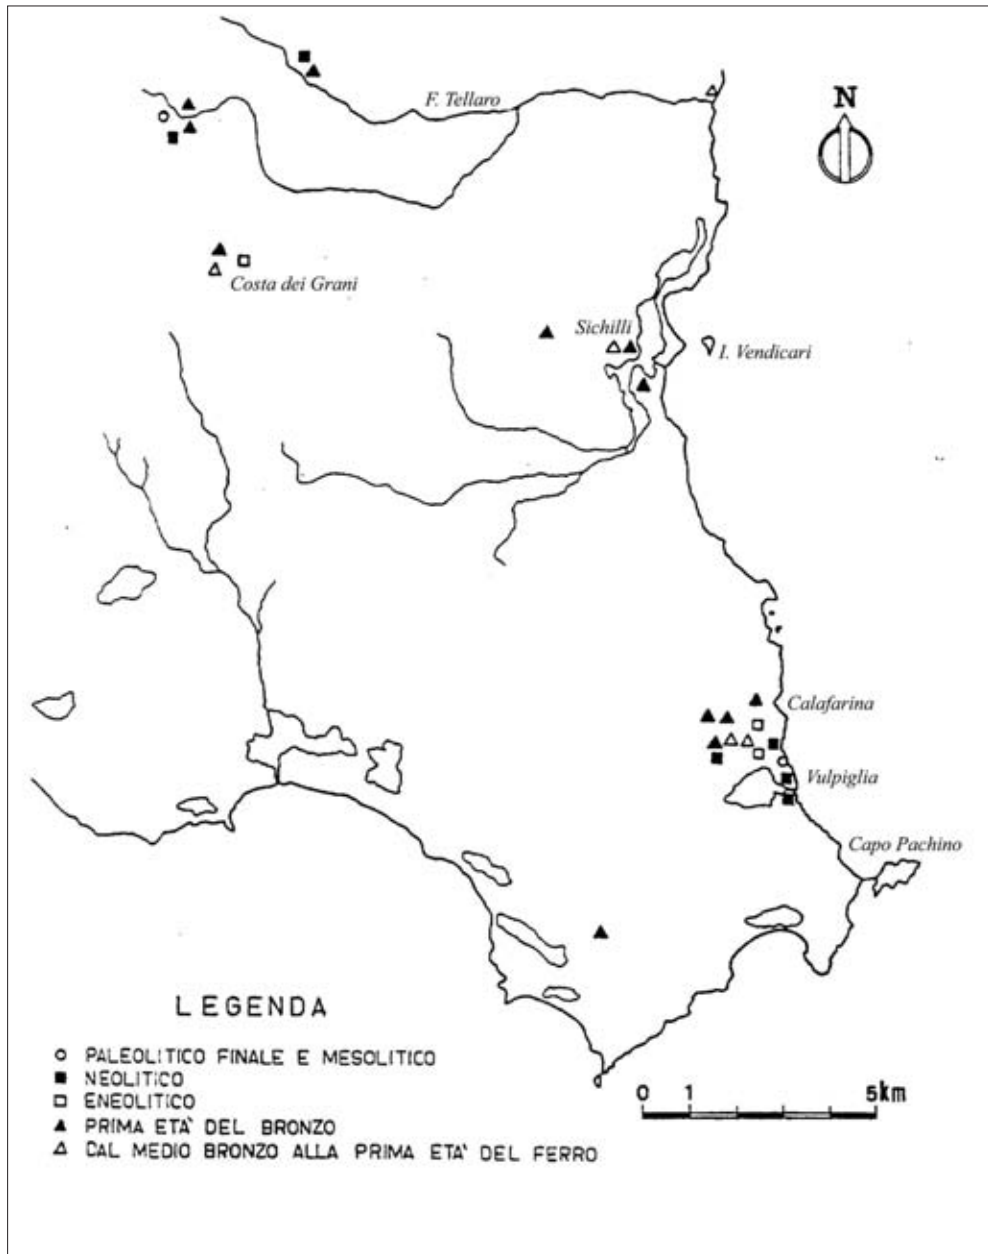 F. Tellaro
N
Costa dei Grani
Sichilli
I. Vendicari
Calafarina
Vulpiglia
Capo Pachino
LEGENDA
PALEOLITICO FINALE E MESOLITICO
NEOLITICO
ENEOLITICO
PRIMA ETA' DEL BRONZO
CAL MEDIO BRONZO ALLA PRIMA ETA' DEL FERRO
0 1 5km